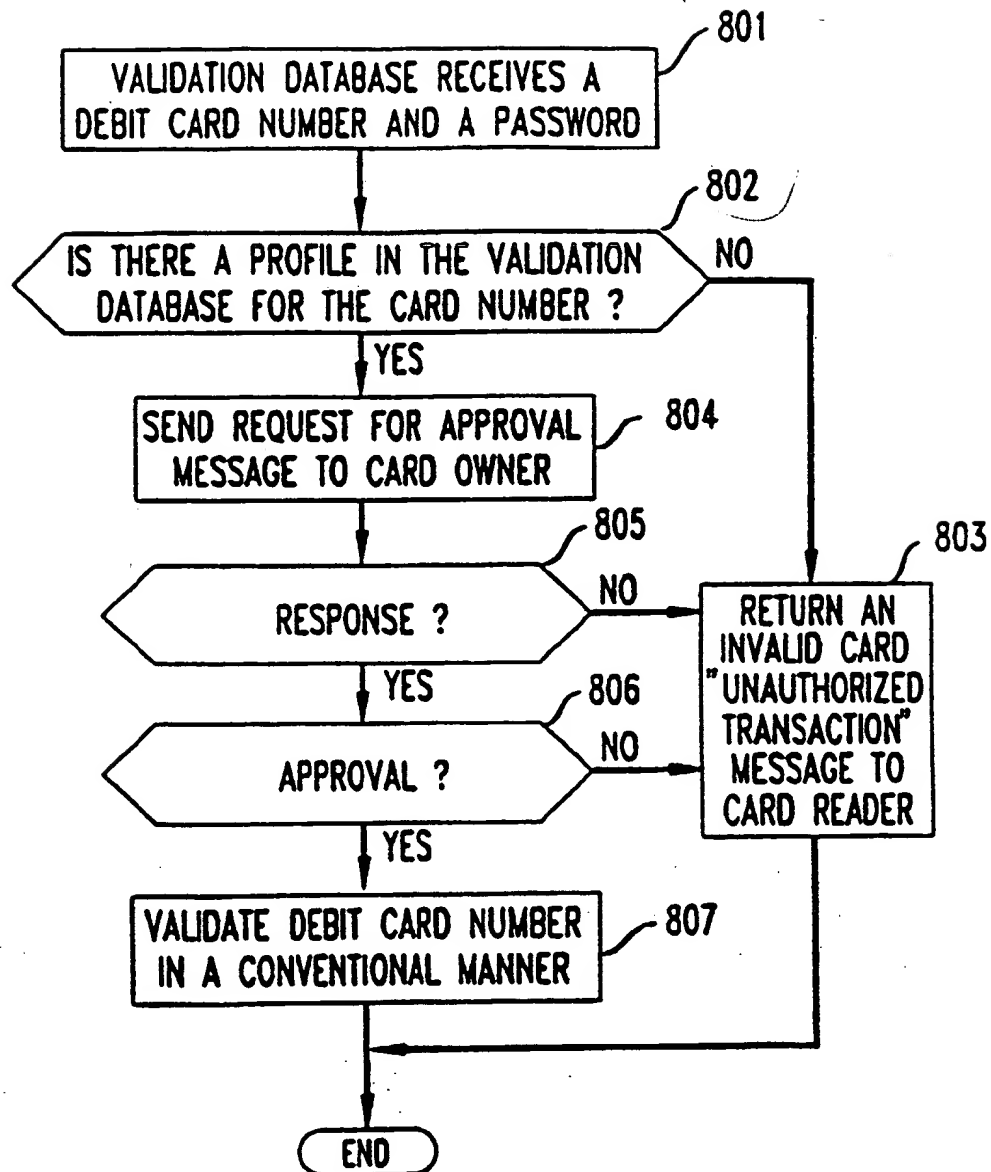 801
VALIDATION DATABASE RECEIVES A
DEBIT CARD NUMBER AND A PASSWORD
802
IS THERE A PROFILE IN THE VALIDATION
DATABASE FOR THE CARD NUMBER ?
NO
YES
SEND REQUEST FOR APPROVAL
MESSAGE TO CARD OWNER
804
805
RESPONSE ?
NO
YES
803
RETURN AN
INVALID CARD
"UNAUTHORIZED
TRANSACTION"
MESSAGE TO
CARD READER
806
APPROVAL ?
NO
YES
VALIDATE DEBIT CARD NUMBER
IN A CONVENTIONAL MANNER
807
END